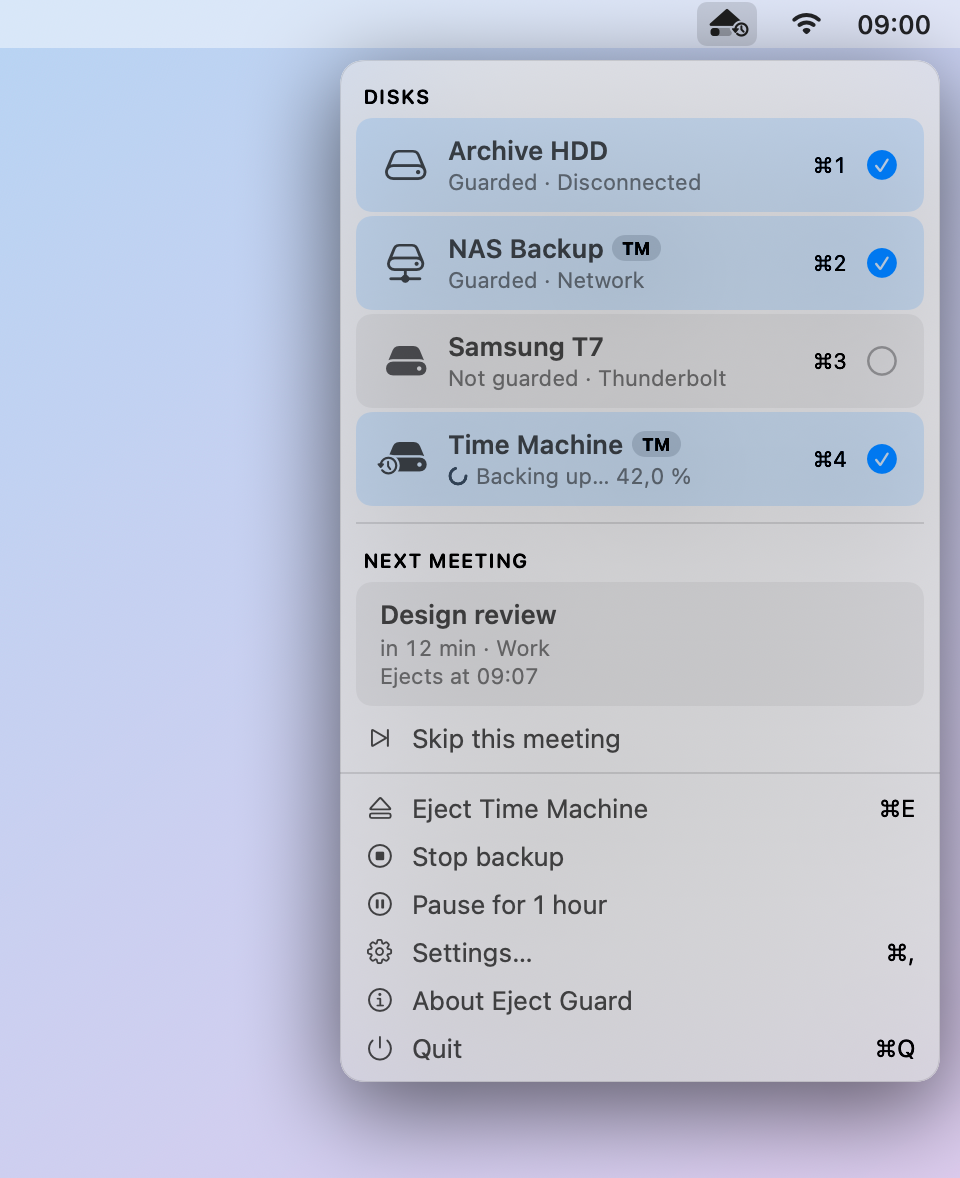 09:00
DISKS
Archive HDD
Guarded · Disconnected
⌘1
NAS Backup TM
Guarded · Network
⌘2
Samsung T7
Not guarded · Thunderbolt
⌘3
Time Machine TM
Backing up… 42,0 %
⌘4
NEXT MEETING
Design review
in 12 min · Work
Ejects at 09:07
Skip this meeting
Eject Time Machine ⌘E
Stop backup
Pause for 1 hour
Settings… ⌘,
About Eject Guard
Quit ⌘Q